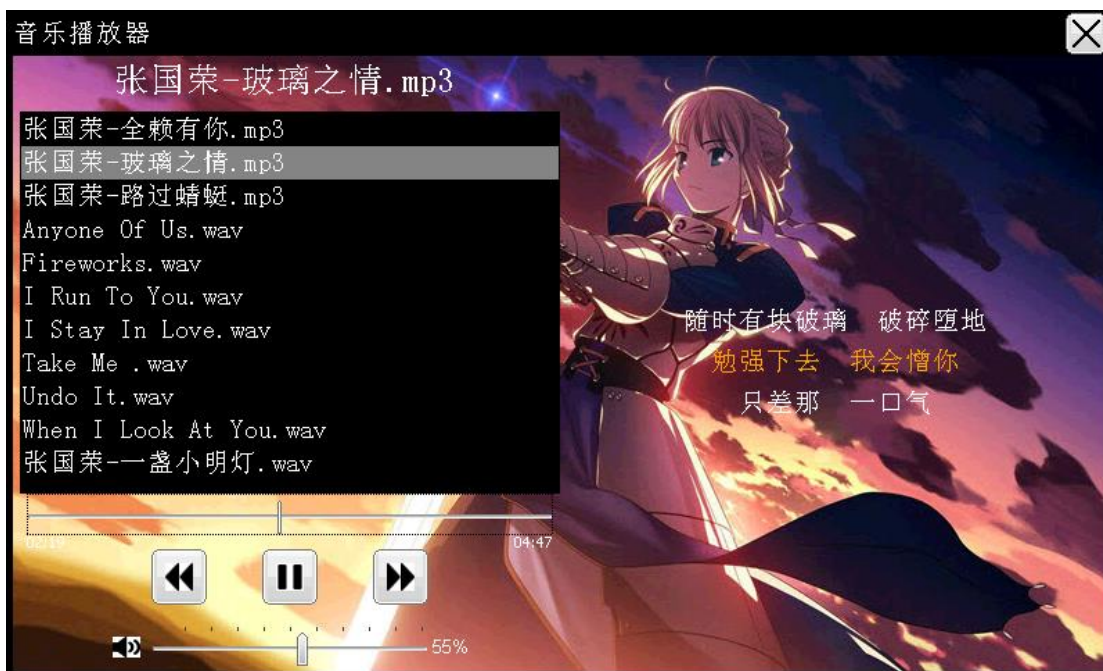 音乐播放器
张国荣-玻璃之情.mp3
张国荣-全赖有你.mp3
张国荣-玻璃之情.mp3
张国荣-路过蜻蜓.mp3
Anyone Of Us.wav
Fireworks.wav
I Run To You.wav
I Stay In Love.wav
Take Me .wav
Undo It.wav
When I Look At You.wav
张国荣-一盏小明灯.wav
随时有块破璃 破碎堕地
勉强下去 我会憎你
只差那 一口气
02:19
04:47
55%